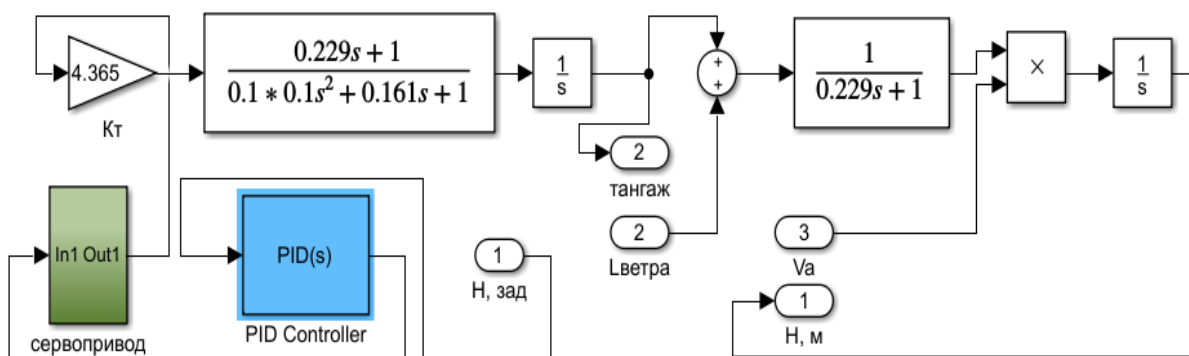 4.365
Кт
0.229s + 1
0.1 * 0.1s² + 0.161s + 1
1
s
+
+
1
0.229s + 1
×
1
s
2
тангаж
In1 Out1
сервопривод
PID(s)
PID Controller
1
Н, зад
2
Lветра
3
Va
1
Н, м